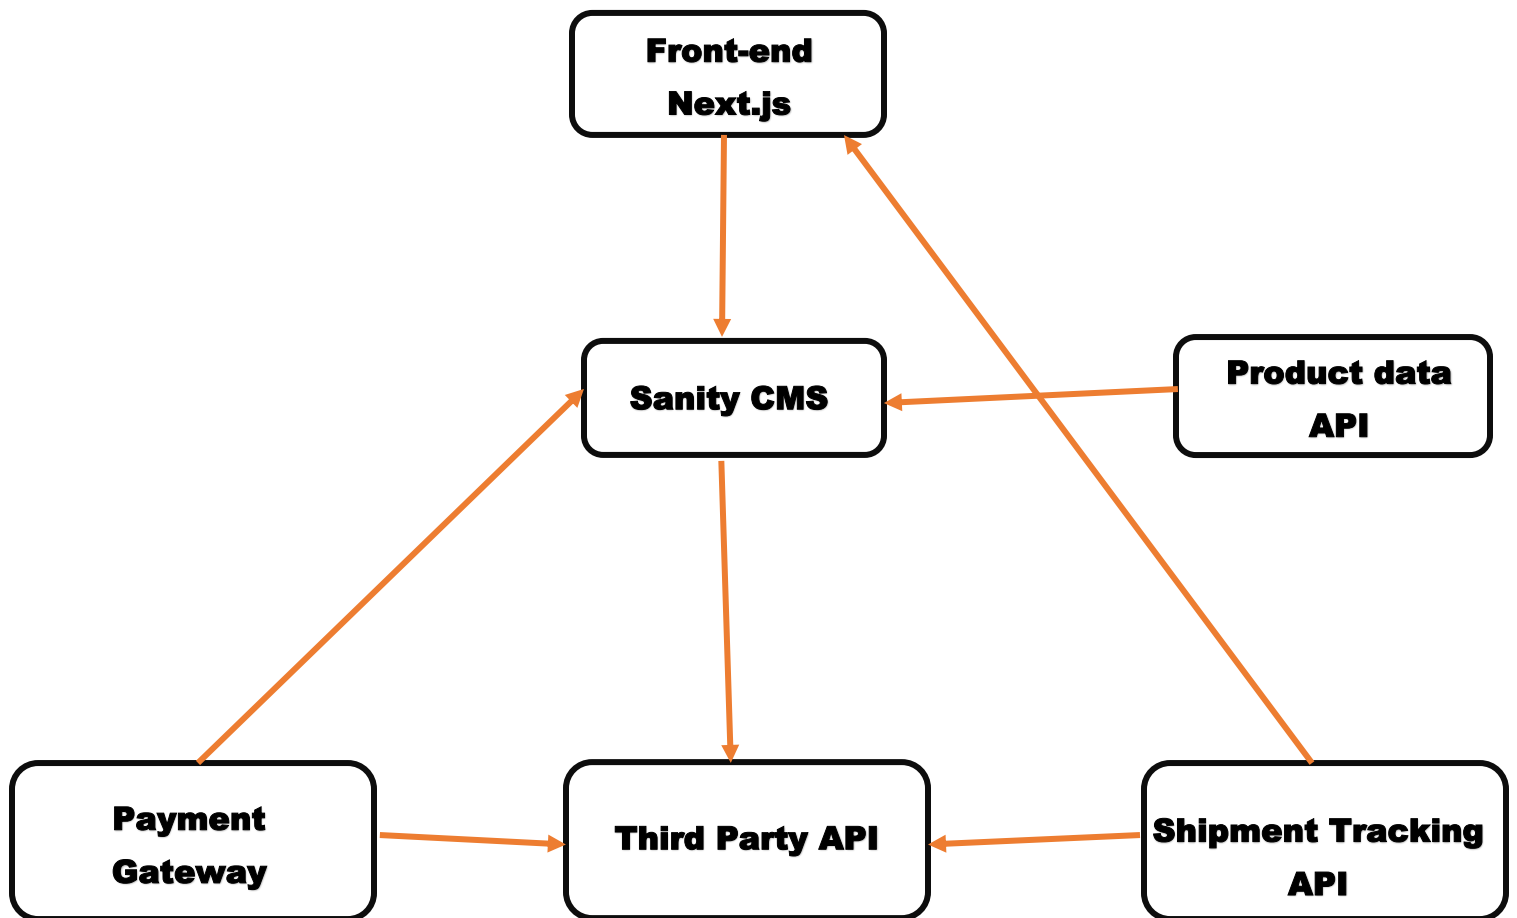 Front-end
Next.js
Sanity CMS
Product data
API
Payment
Gateway
Third Party API
Shipment Tracking
API